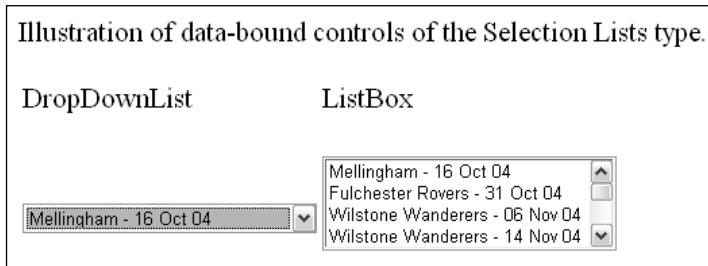 Illustration of data-bound controls of the Selection Lists type.
DropDownList ListBox
Mellingham - 16 Oct 04
Mellingham - 16 Oct 04
Fulchester Rovers - 31 Oct 04
Wilstone Wanderers - 06 Nov 04
Wilstone Wanderers - 14 Nov 04